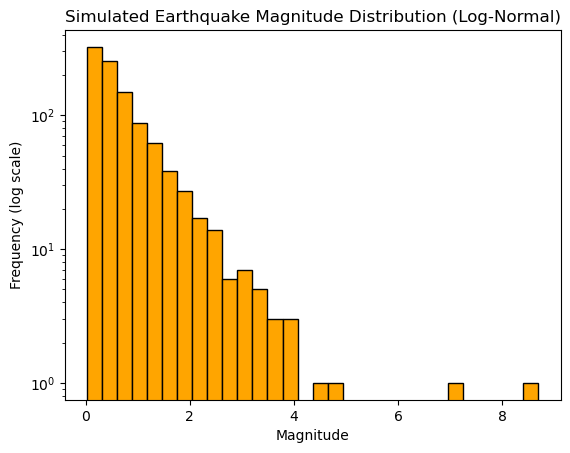 Simulated Earthquake Magnitude Distribution (Log-Normal)
Frequency (log scale)
10²
10¹
10⁰
0 2 4 6 8
Magnitude